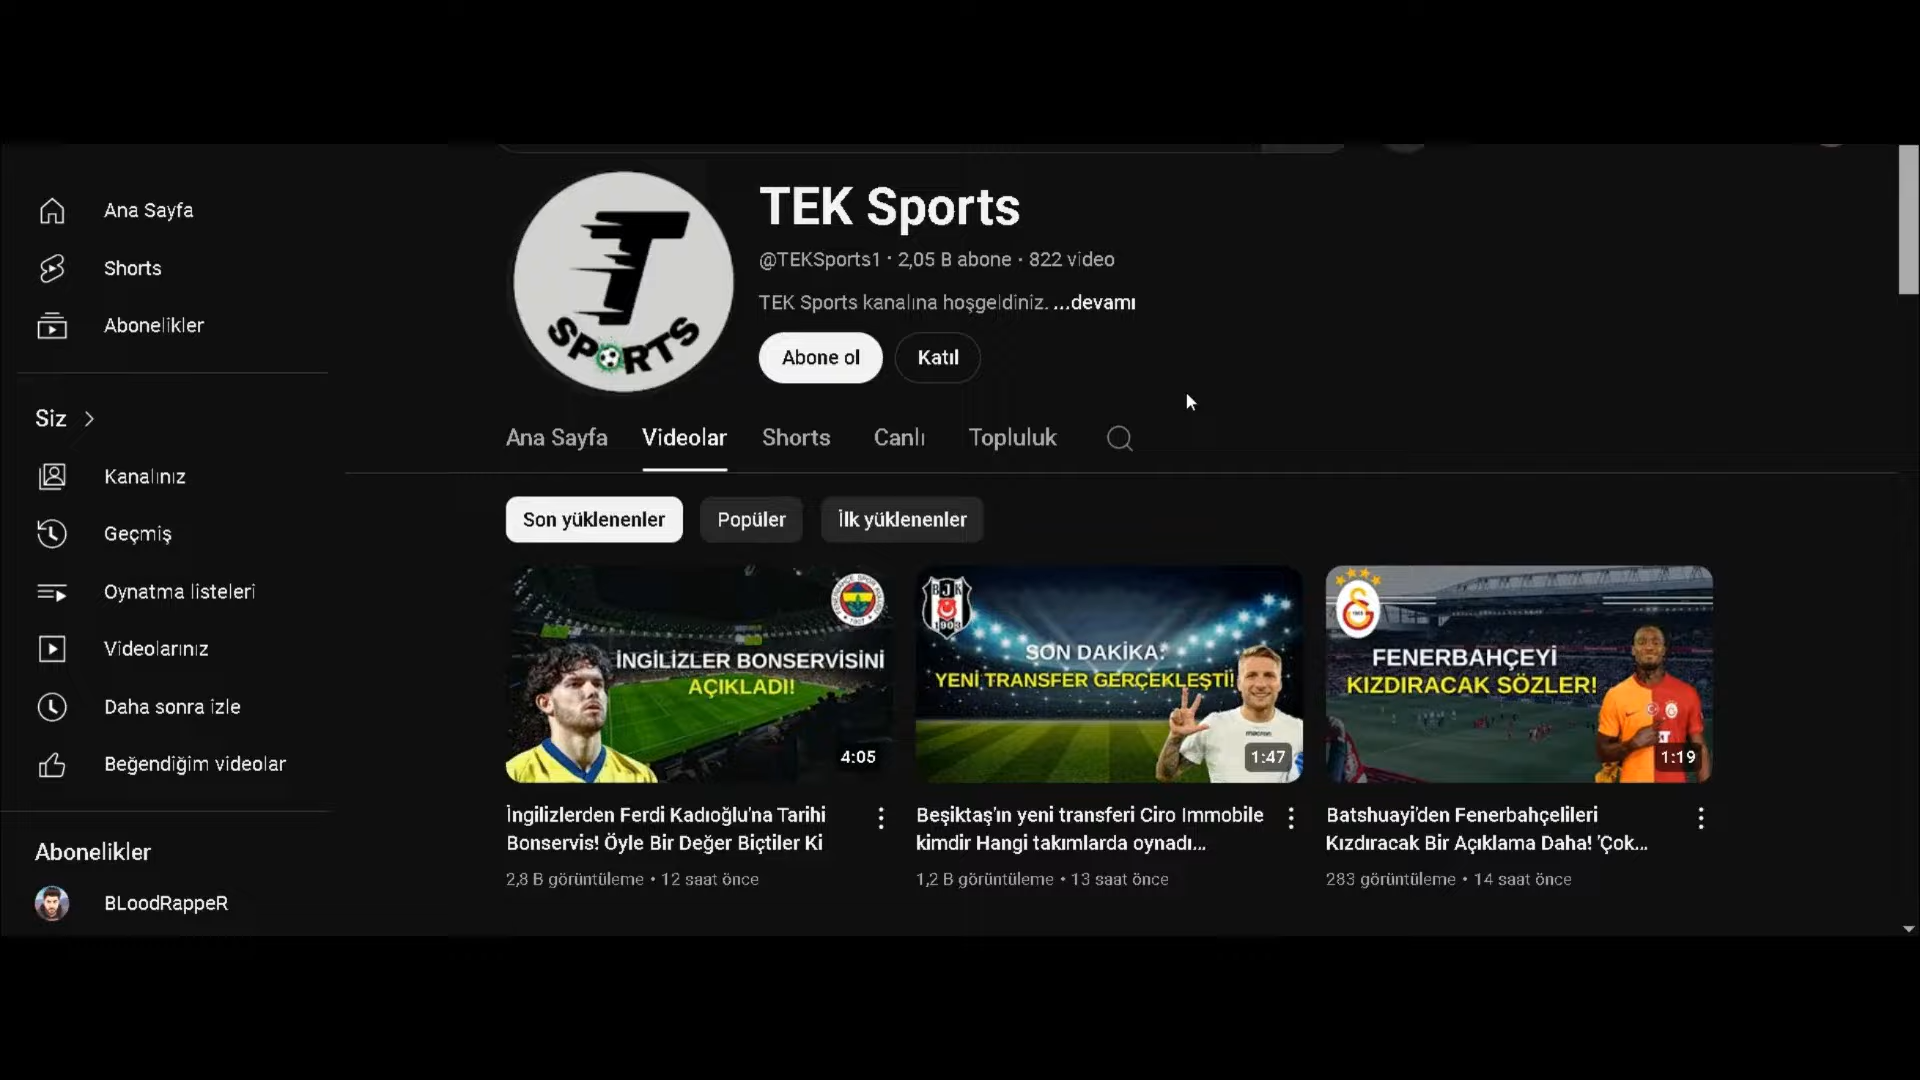 Ana Sayfa
Shorts
Abonelikler
Siz
Kanalınız
Geçmiş
Oynatma listeleri
Videolarınız
Daha sonra izle
Beğendiğim videolar
Abonelikler
BLoodRappeR
T
SPORTS
TEK Sports
@TEKSports1 • 2,05 B abone • 822 video
TEK Sports kanalına hoşgeldiniz. ...devamı
Abone ol
Katıl
Ana Sayfa
Videolar
Shorts
Canlı
Topluluk
Son yüklenenler
Popüler
İlk yüklenenler
İNGİLİZLER BONSERVİSİNİ
AÇIKLADI!
4:05
İngilizlerden Ferdi Kadıoğlu'na Tarihi
Bonservis! Öyle Bir Değer Biçtiler Ki
2,8 B görüntüleme • 12 saat önce
BJK
1903
SON DAKİKA:
YENİ TRANSFER GERÇEKLEŞTİ!
macron
1:47
Beşiktaş'ın yeni transferi Ciro Immobile
kimdir Hangi takımlarda oynadı...
1,2 B görüntüleme • 13 saat önce
FENERBAHÇEYİ
KIZDIRACAK SÖZLER!
1:19
Batshuayi'den Fenerbahçelileri
Kızdıracak Bir Açıklama Daha! 'Çok...
283 görüntüleme • 14 saat önce